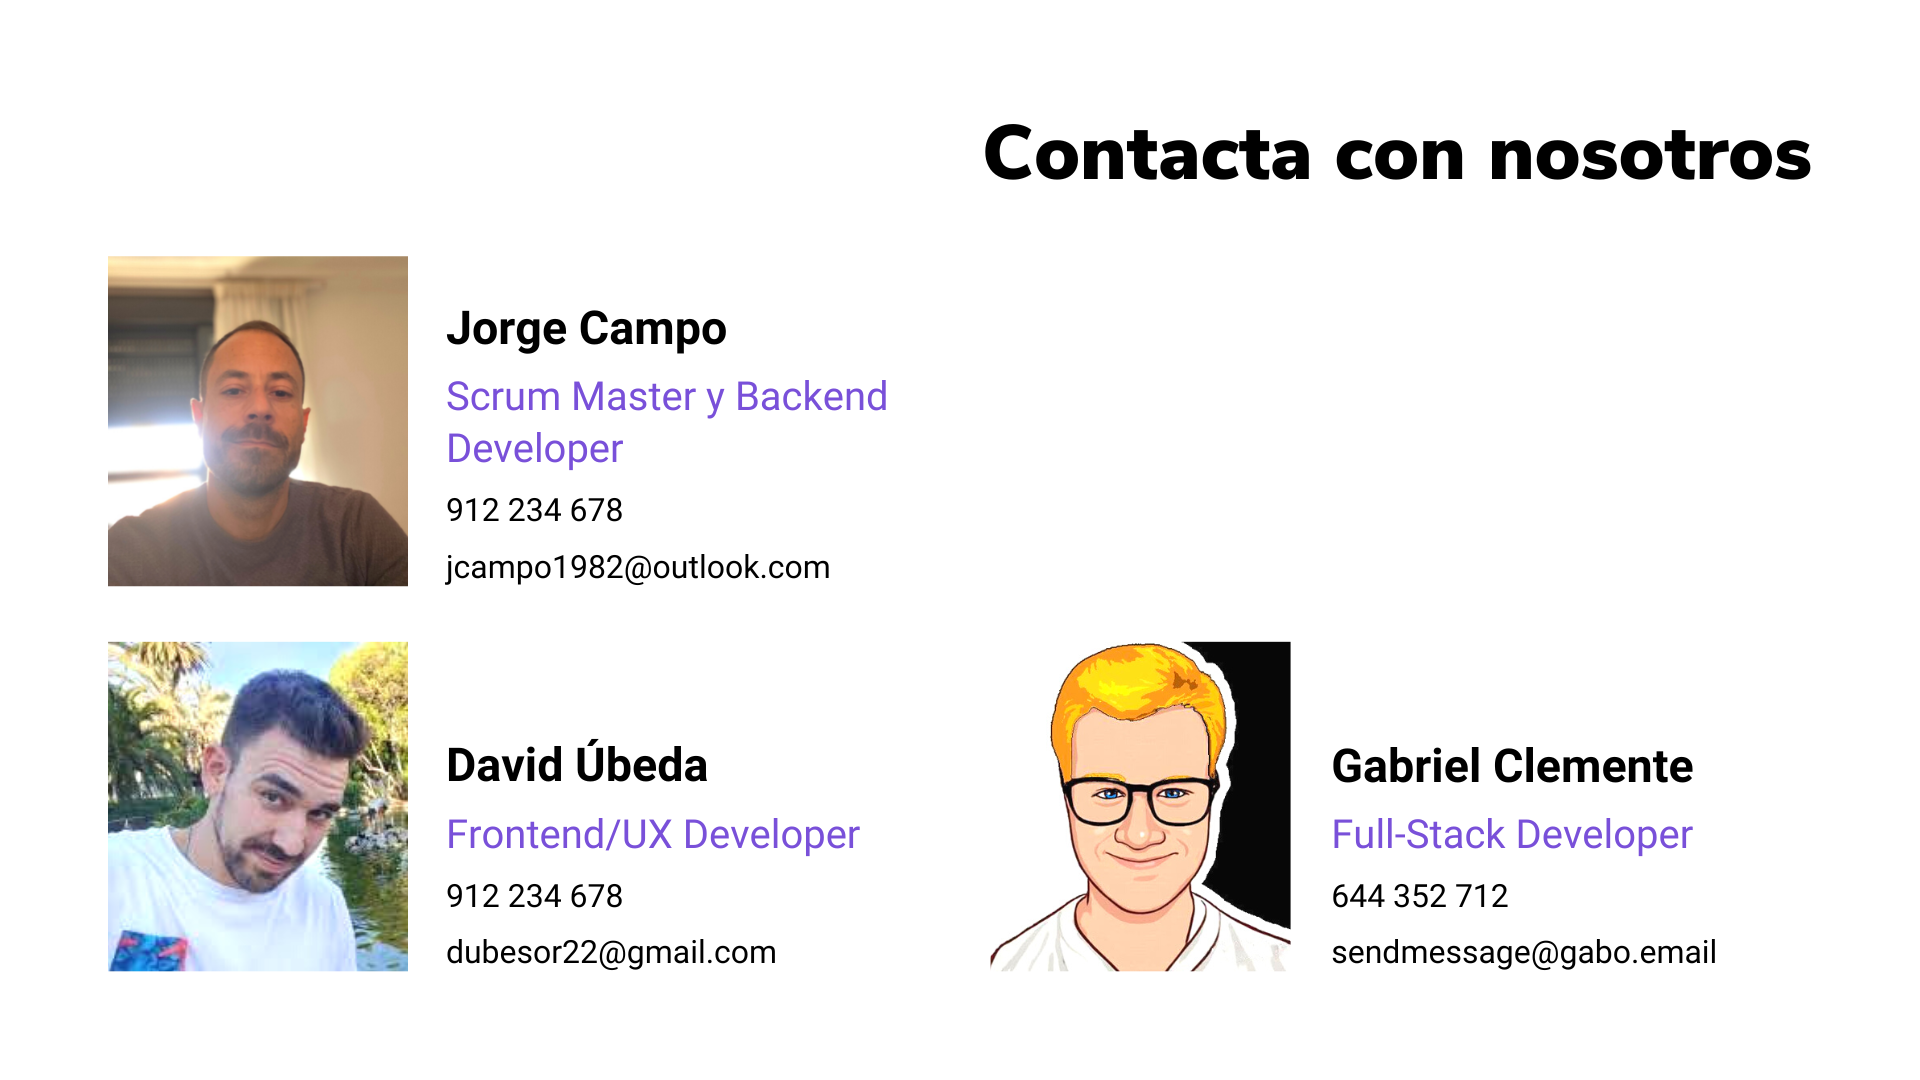 Contacta con nosotros
Jorge Campo
Scrum Master y Backend
Developer
912 234 678
jcampo1982@outlook.com
David Úbeda
Frontend/UX Developer
912 234 678
dubesor22@gmail.com
Gabriel Clemente
Full-Stack Developer
644 352 712
sendmessage@gabo.email